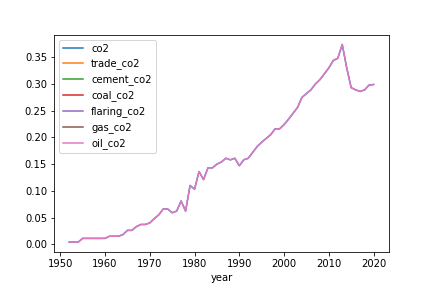 co2
trade_co2
cement_co2
coal_co2
flaring_co2
gas_co2
oil_co2
0.35
0.30
0.25
0.20
0.15
0.10
0.05
0.00
1950 1960 1970 1980 1990 2000 2010 2020
year